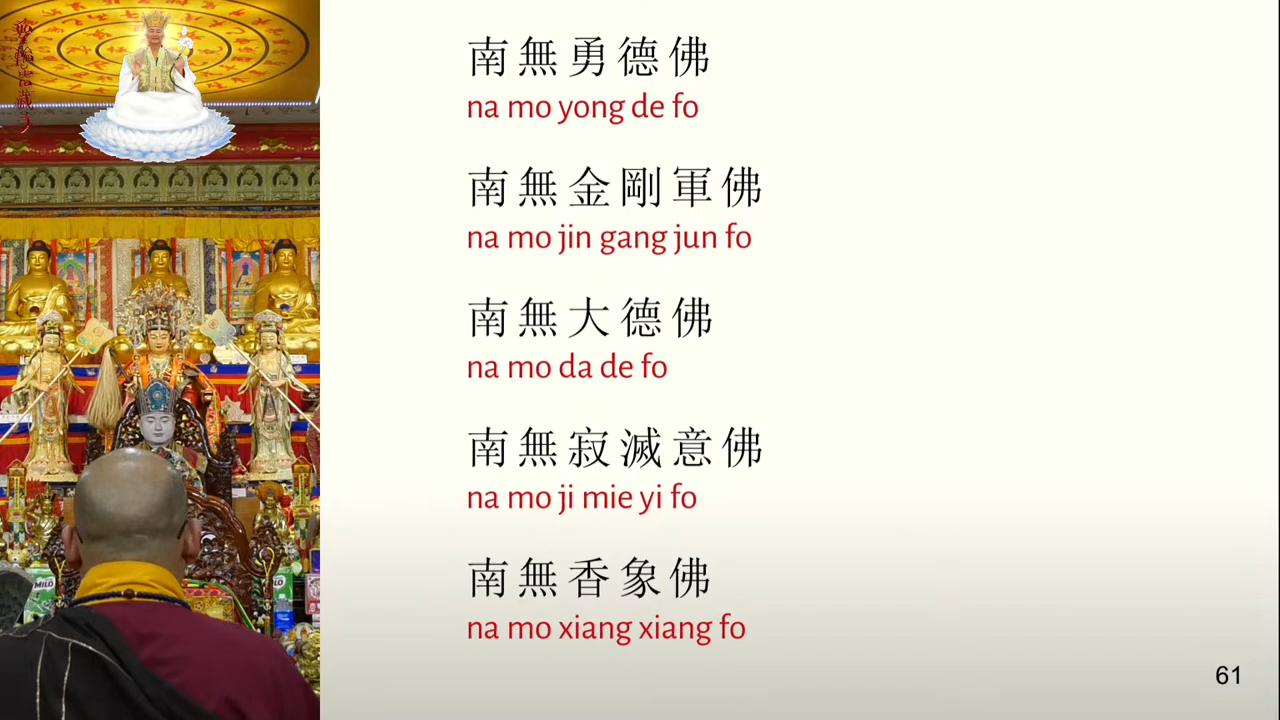 南無勇德佛
na mo yong de fo
南無金剛軍佛
na mo jin gang jun fo
南無大德佛
na mo da de fo
南無寂滅意佛
na mo ji mie yi fo
南無香象佛
na mo xiang xiang fo
61
MILO